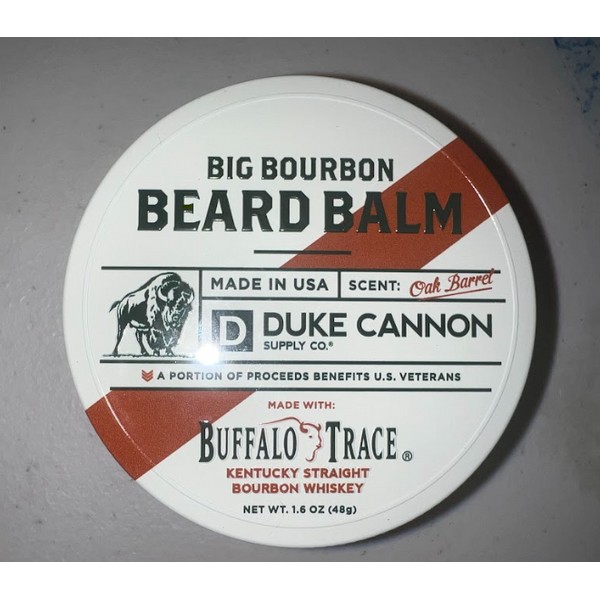 BIG BOURBON
BEARD BALM
MADE IN USA
SCENT: Oak Barrel
D DUKE CANNON
SUPPLY CO.®
A PORTION OF PROCEEDS BENEFITS U.S. VETERANS
MADE WITH:
BUFFALO TRACE®
KENTUCKY STRAIGHT
BOURBON WHISKEY
NET WT. 1.6 OZ (48g)